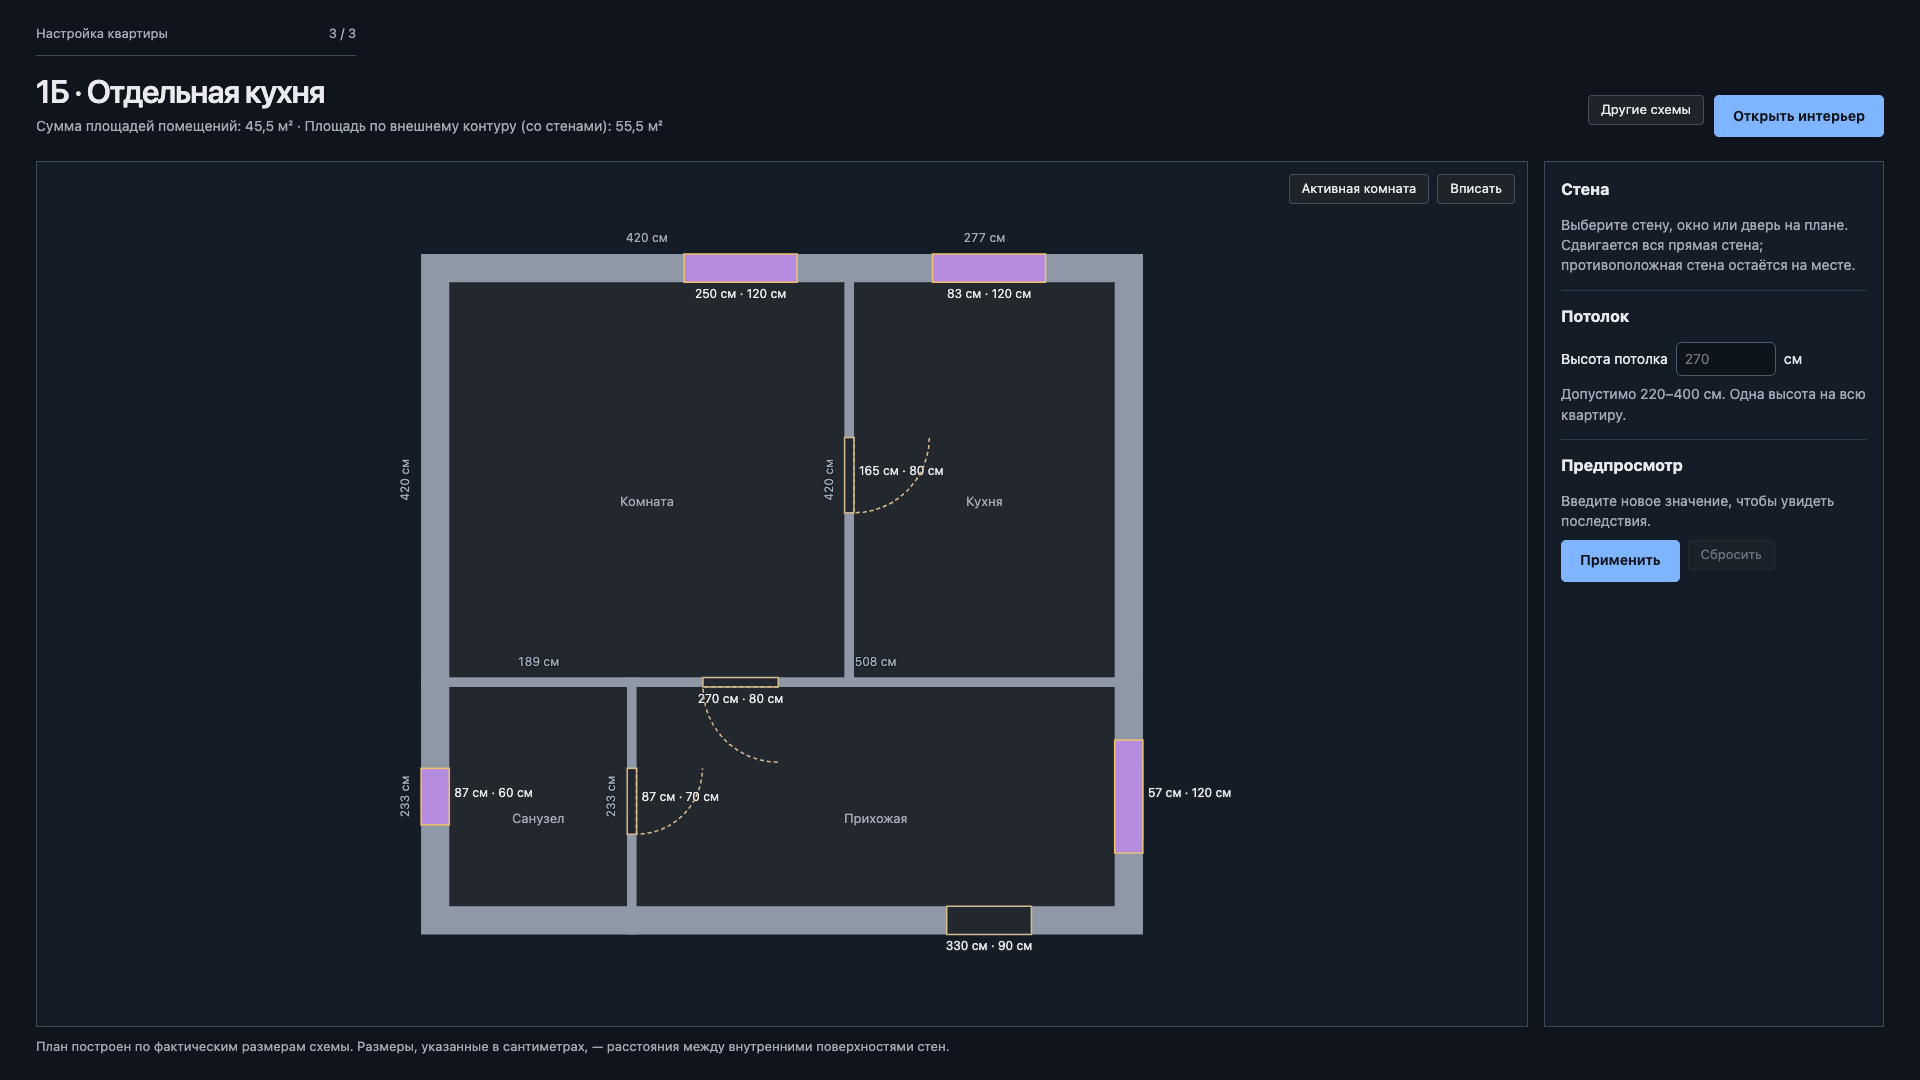 Настройка квартиры
3 / 3
1Б · Отдельная кухня
Сумма площадей помещений: 45,5 м² · Площадь по внешнему контуру (со стенами): 55,5 м²
Другие схемы
Открыть интерьер
Активная комната
Вписать
420 см
277 см
250 см · 120 см
83 см · 120 см
420 см
420 см
165 см · 80 см
Комната
Кухня
189 см
508 см
270 см · 80 см
233 см
87 см · 60 см
233 см
87 см · 70 см
57 см · 120 см
Санузел
Прихожая
330 см · 90 см
Стена
Выберите стену, окно или дверь на плане.
Сдвигается вся прямая стена;
противоположная стена остаётся на месте.
Потолок
Высота потолка
270
см
Допустимо 220–400 см. Одна высота на всю
квартиру.
Предпросмотр
Введите новое значение, чтобы увидеть
последствия.
Применить
Сбросить
План построен по фактическим размерам схемы. Размеры, указанные в сантиметрах, — расстояния между внутренними поверхностями стен.